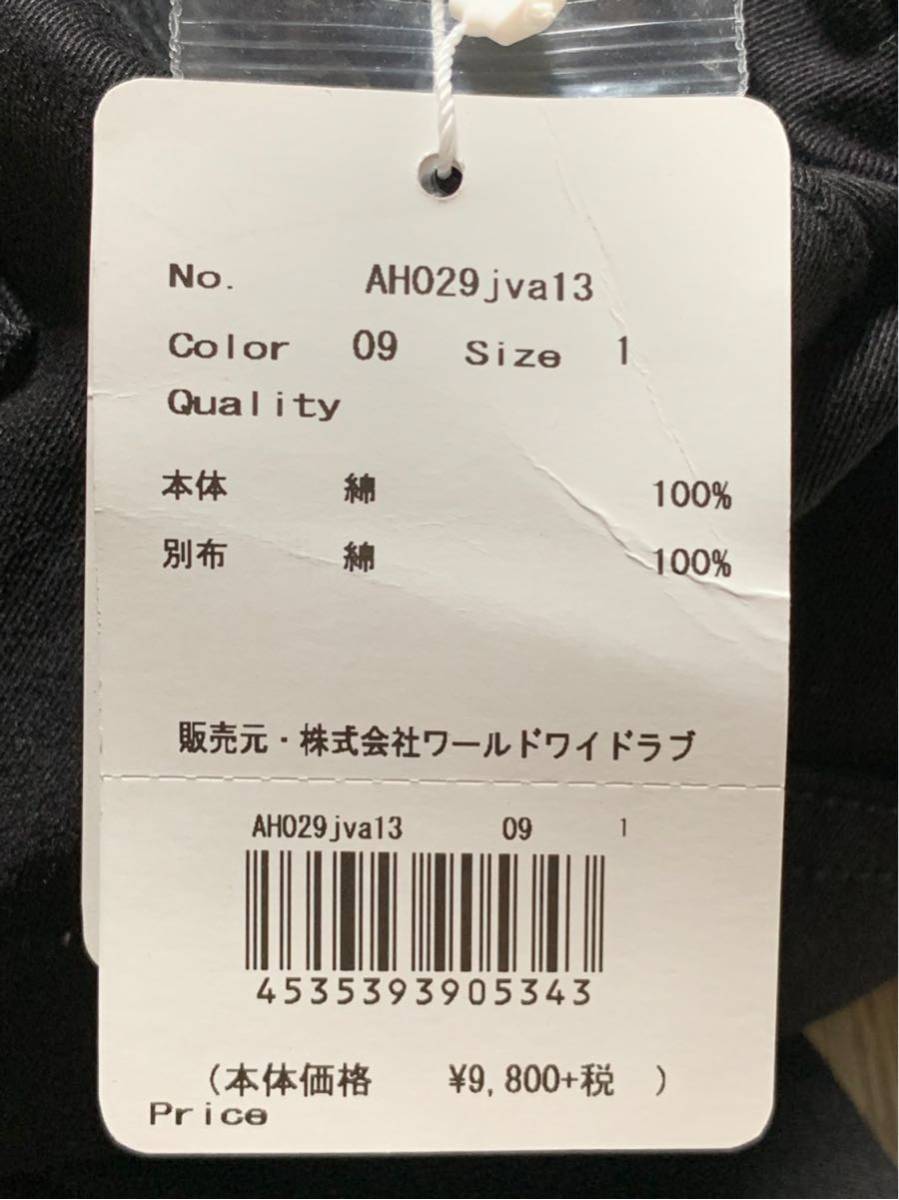 No. AH029jva13
Color 09 Size 1
Quality
本体 綿 100%
別布 綿 100%
販売元・株式会社ワールドワイドラブ
AH029jva13 09 1
4535393905343
(本体価格 ¥9,800+税 )
Price